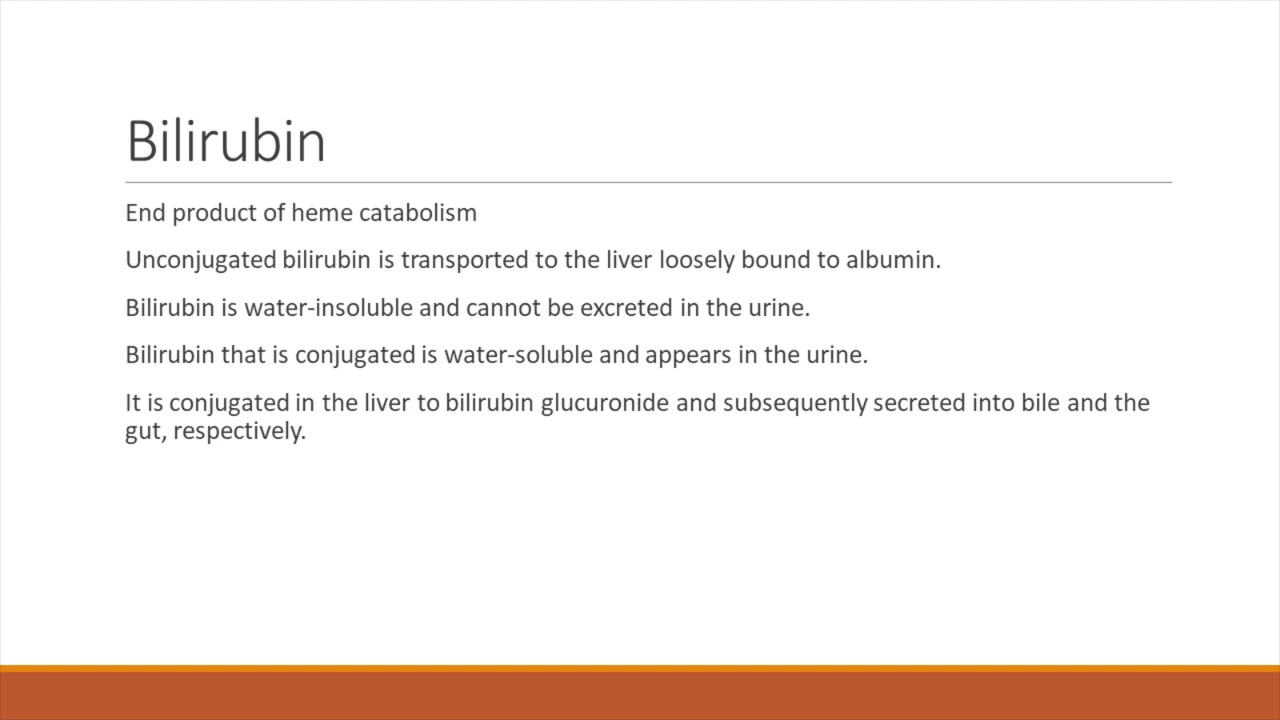 Bilirubin
End product of heme catabolism
Unconjugated bilirubin is transported to the liver loosely bound to albumin.
Bilirubin is water-insoluble and cannot be excreted in the urine.
Bilirubin that is conjugated is water-soluble and appears in the urine.
It is conjugated in the liver to bilirubin glucuronide and subsequently secreted into bile and the
gut, respectively.